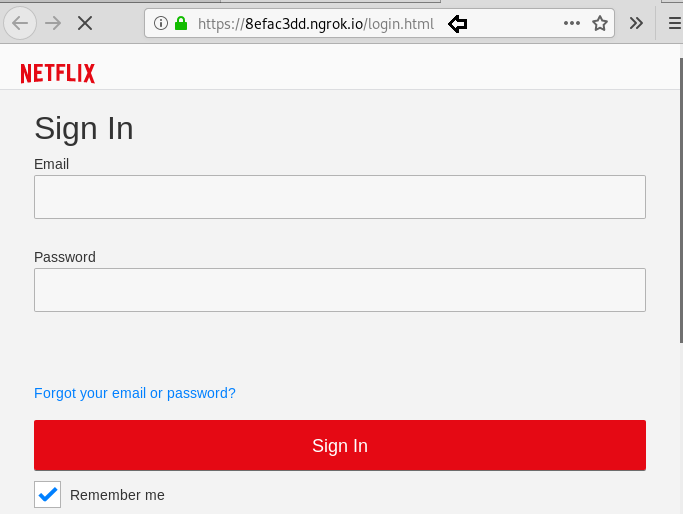 https://8efac3dd.ngrok.io/login.html
NETFLIX
Sign In
Email
Password
Forgot your email or password?
Sign In
Remember me